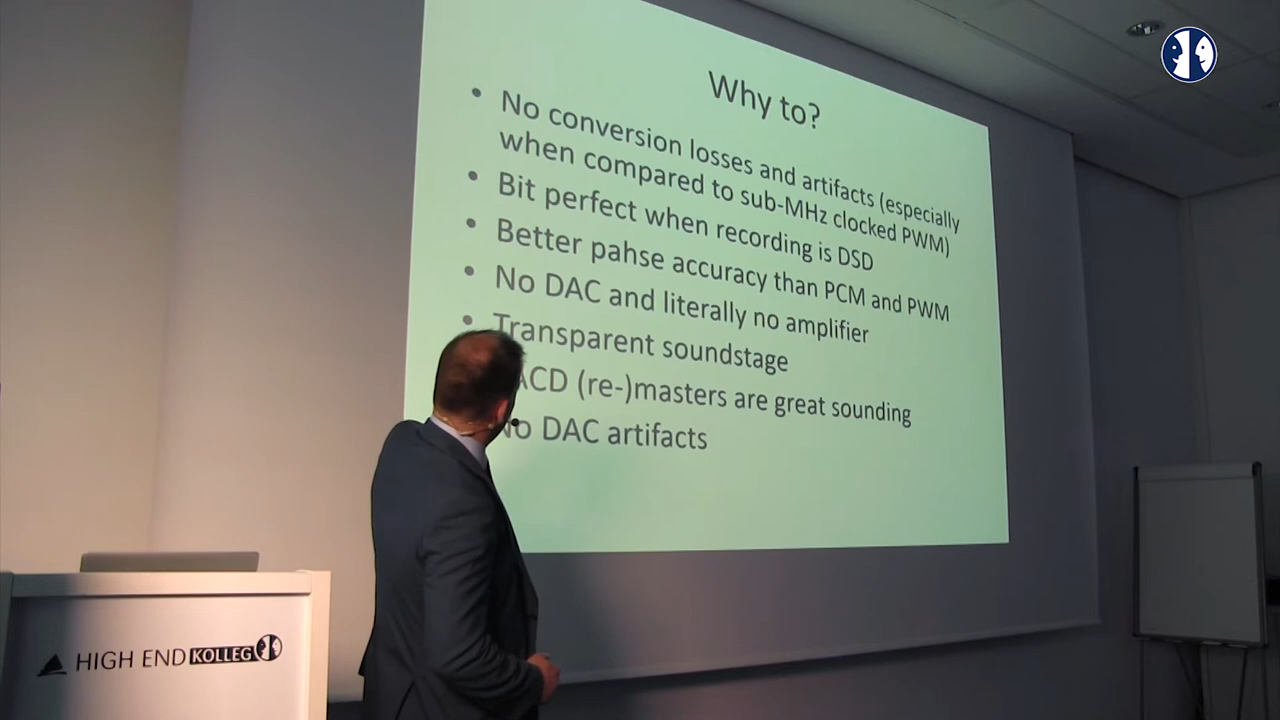 Why to?
• No conversion losses and artifacts (especially
when compared to sub-MHz clocked PWM)
• Bit perfect when recording is DSD
• Better pahse accuracy than PCM and PWM
• No DAC and literally no amplifier
• Transparent soundstage
ACD (re-)masters are great sounding
No DAC artifacts
HIGH END KOLLEG